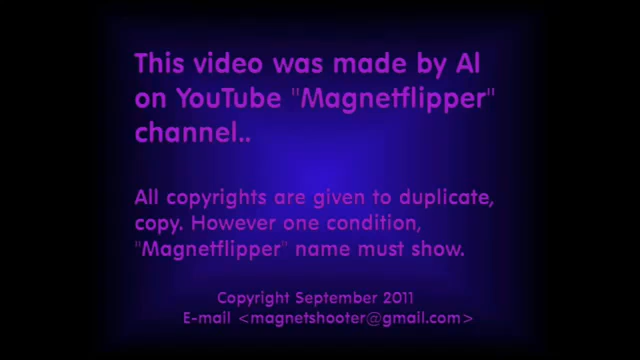 This video was made by Al
on YouTube "Magnetflipper"
channel..
All copyrights are given to duplicate,
copy. However one condition,
"Magnetflipper" name must show.
Copyright September 2011
E-mail <magnetshooter@gmail.com>